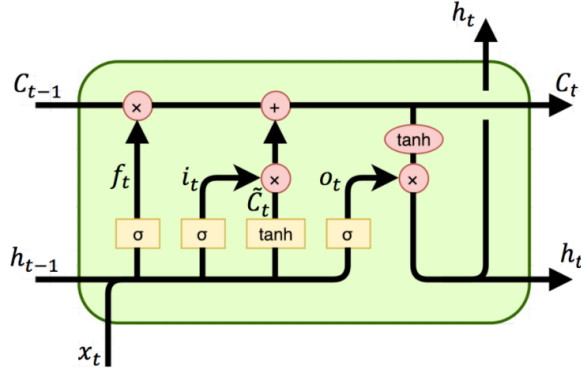 h_t
C_{t-1} × + C_t
tanh
f_t i_t × o_t ×
C̃_t
σ σ tanh σ
h_{t-1} h_t
x_t